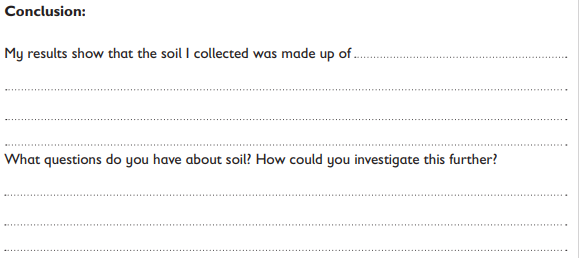 Conclusion:
My results show that the soil I collected was made up of
What questions do you have about soil? How could you investigate this further?